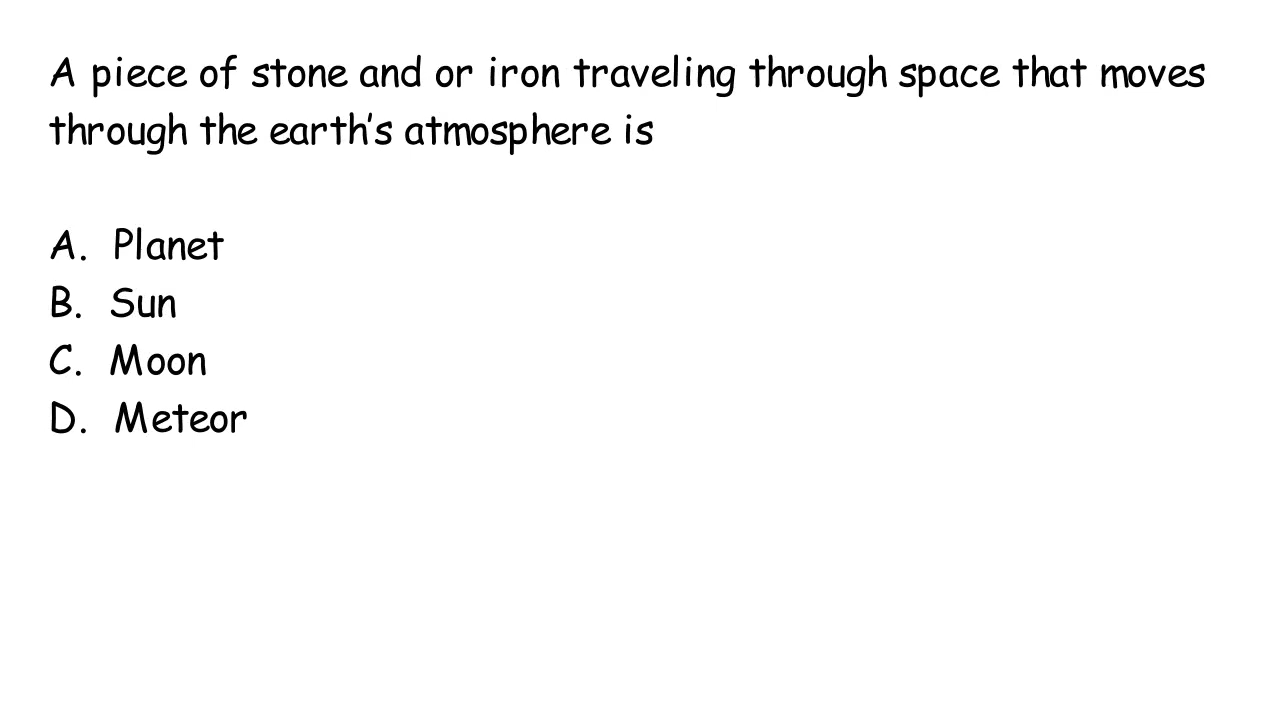 A piece of stone and or iron traveling through space that moves
through the earth's atmosphere is
A. Planet
B. Sun
C. Moon
D. Meteor